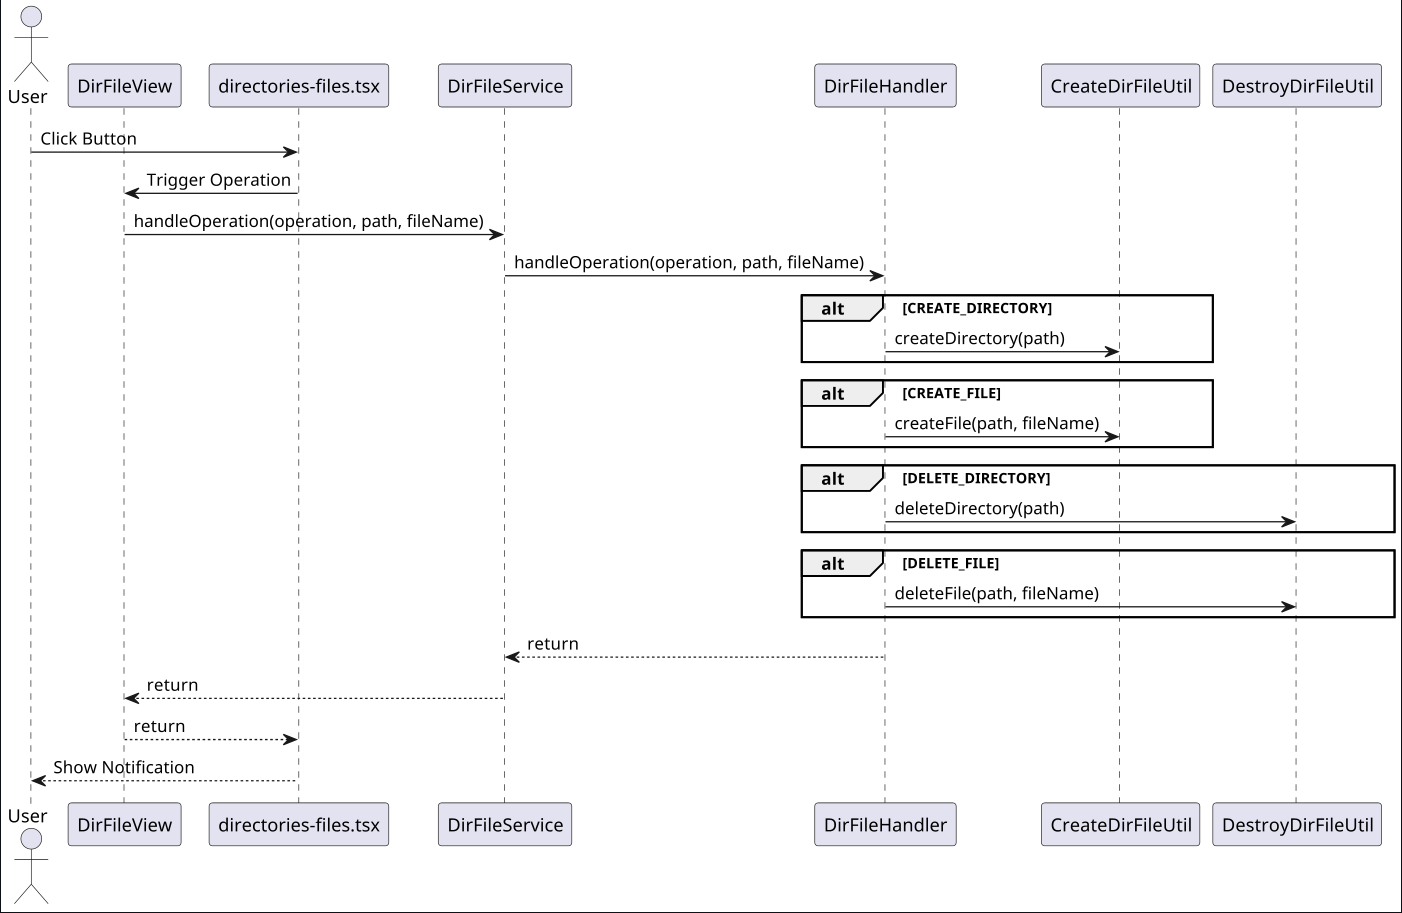 User
DirFileView
directories-files.tsx
DirFileService
DirFileHandler
CreateDirFileUtil
DestroyDirFileUtil
Click Button
Trigger Operation
handleOperation(operation, path, fileName)
handleOperation(operation, path, fileName)
alt [CREATE_DIRECTORY]
createDirectory(path)
alt [CREATE_FILE]
createFile(path, fileName)
alt [DELETE_DIRECTORY]
deleteDirectory(path)
alt [DELETE_FILE]
deleteFile(path, fileName)
return
return
return
Show Notification
User
DirFileView
directories-files.tsx
DirFileService
DirFileHandler
CreateDirFileUtil
DestroyDirFileUtil